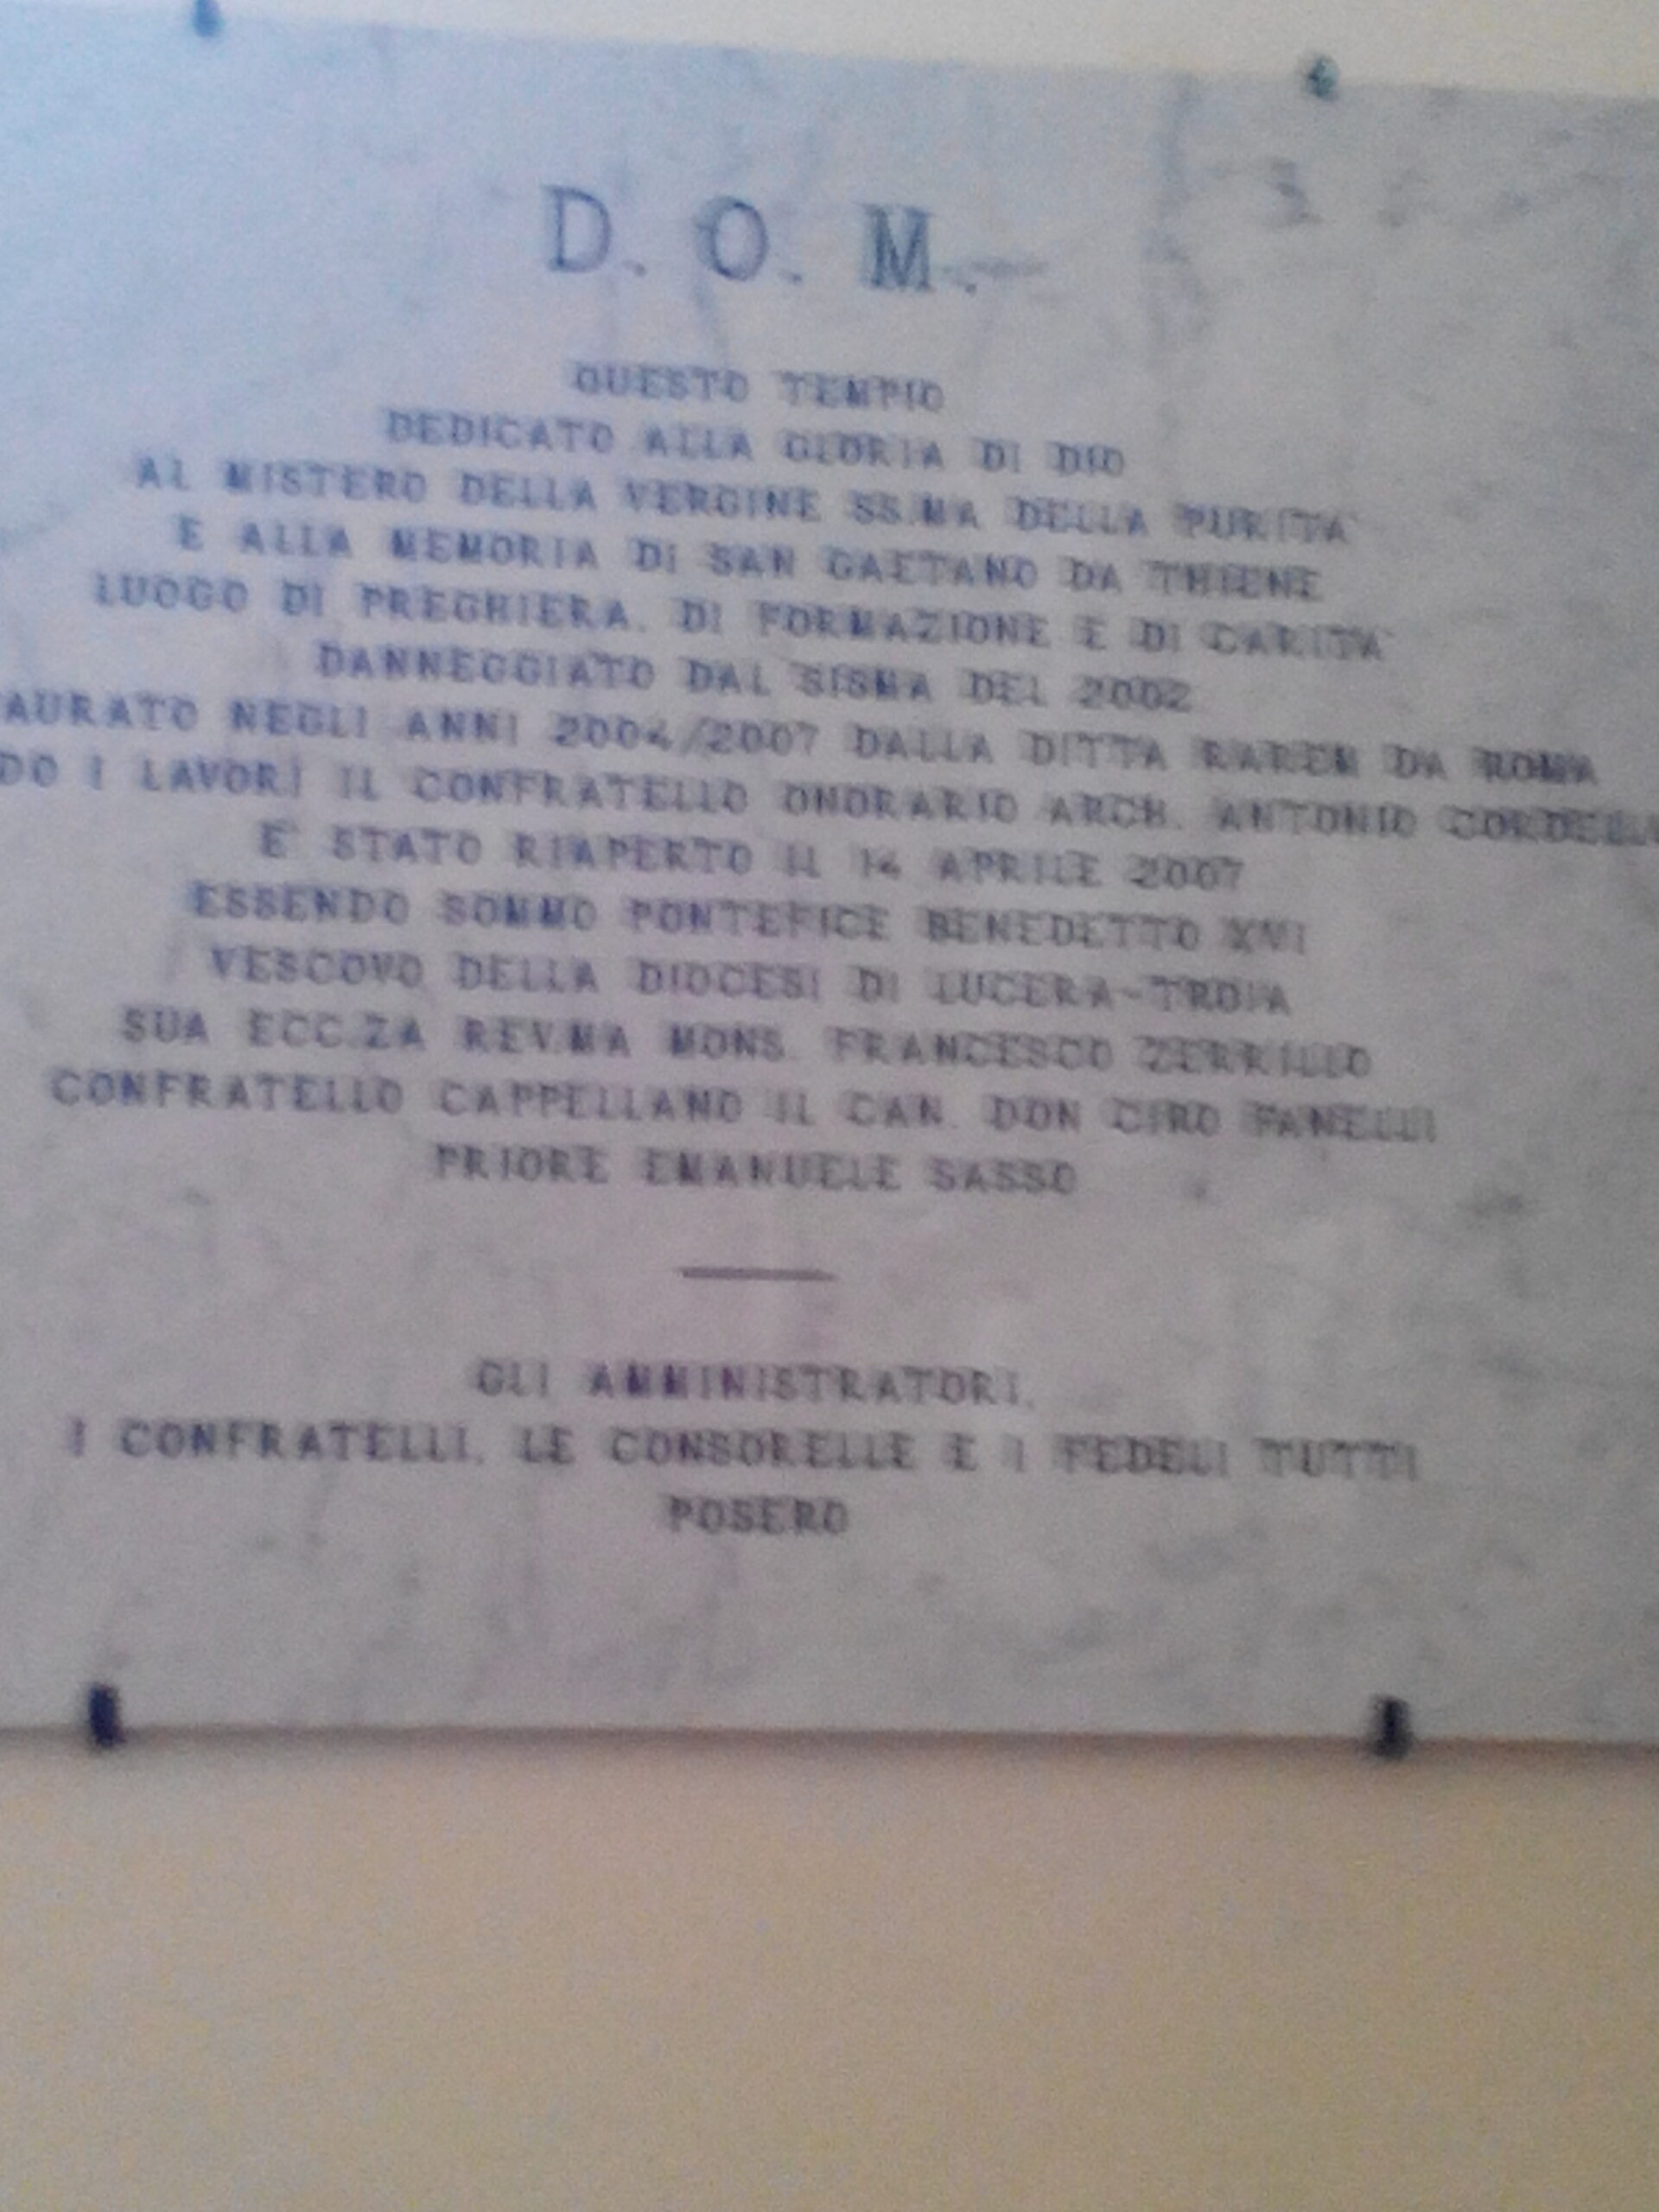 D. O. M.
QUESTO TEMPIO
DEDICATO ALLA GLORIA DI DIO
AL MISTERO DELLA VERGINE SS.MA DELLA PURITA'
E ALLA MEMORIA DI SAN GAETANO DA THIENE
LUOGO DI PREGHIERA, DI FORMAZIONE E DI CARITA'
DANNEGGIATO DAL SISMA DEL 2002
AURATO NEGLI ANNI 2004/2007 DALLA DITTA RAREM DA ROMA
DO I LAVORI IL CONFRATELLO ONORARIO ARCH. ANTONIO
E' STATO RIAPERTO IL 14 APRILE 2007
ESSENDO SOMMO PONTEFICE BENEDETTO XVI
VESCOVO DELLA DIOCESI DI LUCERA-TROIA
SUA ECC.ZA REV.MA MONS. FRANCESCO ZERRILLO
CONFRATELLO CAPPELLANO IL CAN. DON CIRO FANELLI
PRIORE EMANUELE SASSO
GLI AMMINISTRATORI,
I CONFRATELLI, LE CONSORELLE E I FEDELI TUTTI
POSERO